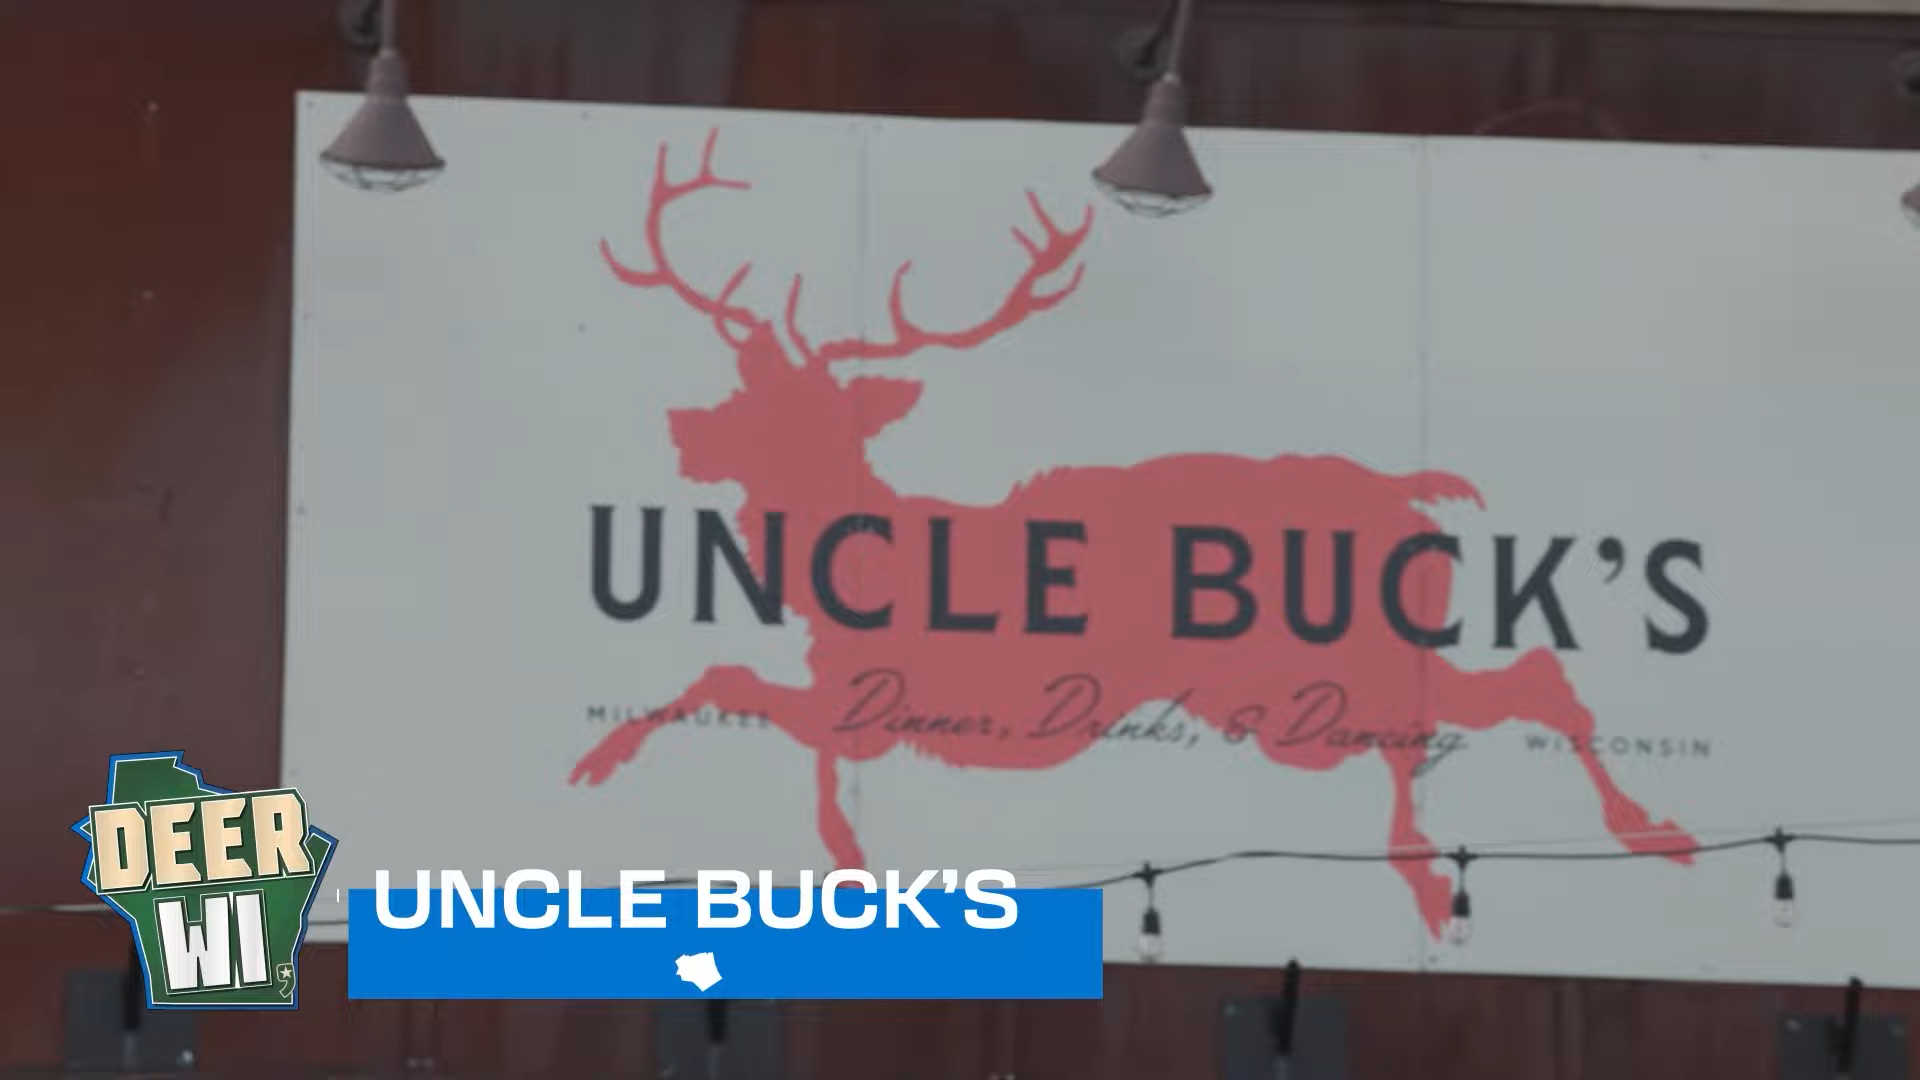 UNCLE BUCK'S
MILWAUKEE Dinner, Drinks, & Dancing WISCONSIN
DEER
WI,
UNCLE BUCK'S